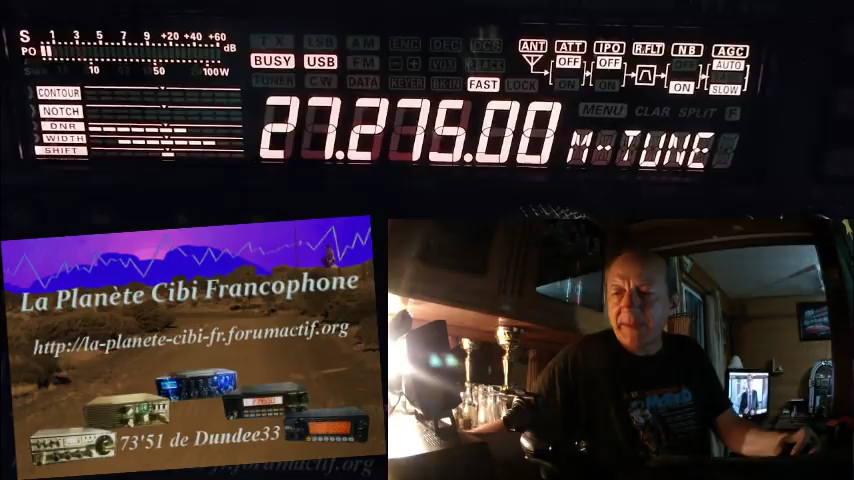 S 1 3 5 7 9 +20 +40 +60 dB
PO
10 50 100W
TX LSB AM ENC DEC DCS
BUSY USB FM VOX
TUNER CW DATA KEYER BK IN FAST LOCK
ANT ATT IPO R.FLT NB AGC
OFF OFF OFF AUTO
ON ON ON SLOW
CONTOUR
NOTCH
DNR
WIDTH
SHIFT
MENU CLAR SPLIT F
27.275.00 M-TUNE
La Planète Cibi Francophone
http://la-planete-cibi-fr.forumactif.org
73'51 de Dundee33